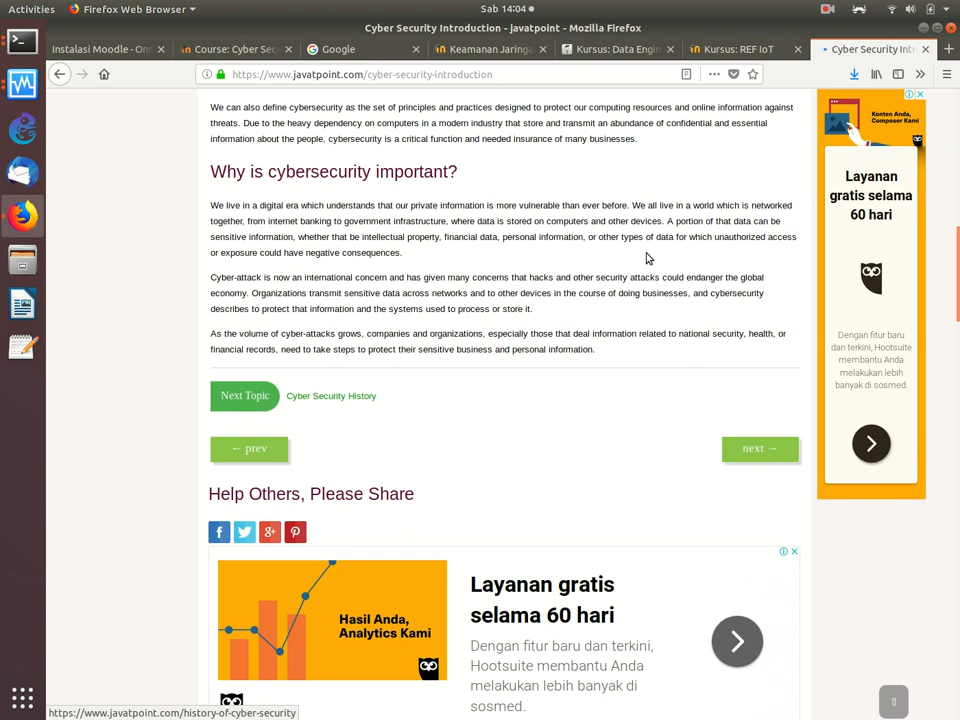 Activities
Firefox Web Browser
Sab 14:04
Cyber Security Introduction - javatpoint - Mozilla Firefox
Instalasi Moodle - Onn
Course: Cyber Secu
Google
Keamanan Jaringa
Kursus: Data Engin
Kursus: REF IoT
Cyber Security Intro
https://www.javatpoint.com/cyber-security-introduction
We can also define cybersecurity as the set of principles and practices designed to protect our computing resources and online information against
threats. Due to the heavy dependency on computers in a modern industry that store and transmit an abundance of confidential and essential
information about the people, cybersecurity is a critical function and needed insurance of many businesses.
Why is cybersecurity important?
We live in a digital era which understands that our private information is more vulnerable than ever before. We all live in a world which is networked
together, from internet banking to government infrastructure, where data is stored on computers and other devices. A portion of that data can be
sensitive information, whether that be intellectual property, financial data, personal information, or other types of data for which unauthorized access
or exposure could have negative consequences.
Cyber-attack is now an international concern and has given many concerns that hacks and other security attacks could endanger the global
economy. Organizations transmit sensitive data across networks and to other devices in the course of doing businesses, and cybersecurity
describes to protect that information and the systems used to process or store it.
As the volume of cyber-attacks grows, companies and organizations, especially those that deal information related to national security, health, or
financial records, need to take steps to protect their sensitive business and personal information.
Next Topic
Cyber Security History
← prev
next →
Help Others, Please Share
Hasil Anda,
Analytics Kami
Layanan gratis
selama 60 hari
Dengan fitur baru dan terkini,
Hootsuite membantu Anda
melakukan lebih banyak di
sosmed.
Konten Anda,
Composer Kami
Layanan
gratis selama
60 hari
Dengan fitur baru
dan terkini, Hootsuite
membantu Anda
melakukan lebih
banyak di sosmed.
https://www.javatpoint.com/history-of-cyber-security